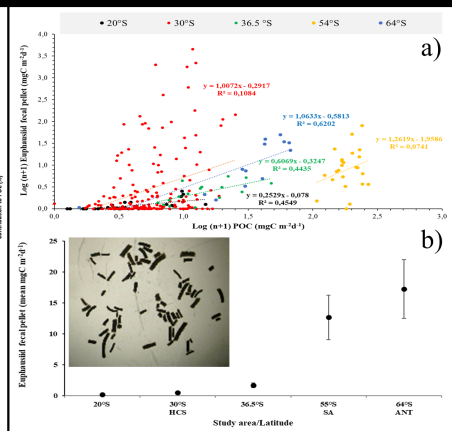 20°S 30°S 36.5 °S 54°S 64°S
a)
Log (n+1) Euphausiid fecal pellet (mgC m⁻²d⁻¹)
4,0
3,5
3,0
2,5
2,0
1,5
1,0
0,5
0,0
y = 1,0072x - 0,2917
R² = 0,1084
y = 1,0633x - 0,5813
R² = 0,6202
y = 1,2619x - 1,9586
R² = 0,0741
y = 0,6069x - 0,3247
R² = 0,4435
y = 0,2529x - 0,078
R² = 0,4549
0,0 0,5 1,0 1,5 2,0 2,5 3,0
Log (n+1) POC (mgC m⁻²d⁻¹)
b)
Euphausiid fecal pellet (mean mgC m⁻²d⁻¹)
25
20
15
10
5
0
20°S 30°S 36.5°S 55°S 64°S
HCS SA ANT
Study area/Latitude